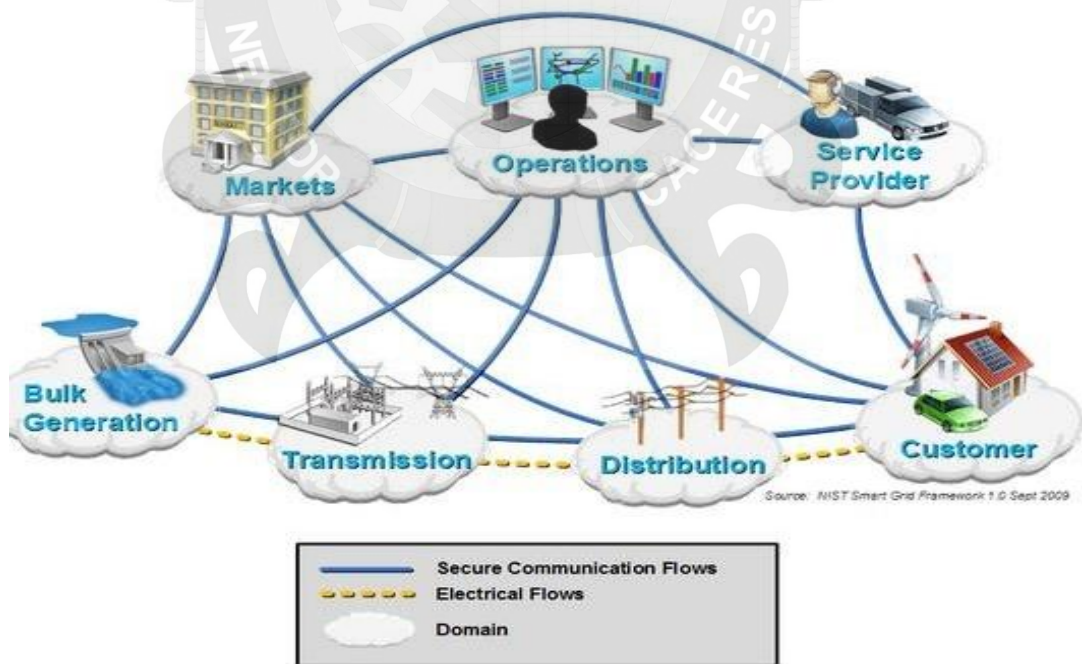 Markets
Operations
Service
Provider
Bulk
Generation
Transmission
Distribution
Customer
Source: NIST Smart Grid Framework 1.0 Sept 2009
Secure Communication Flows
Electrical Flows
Domain